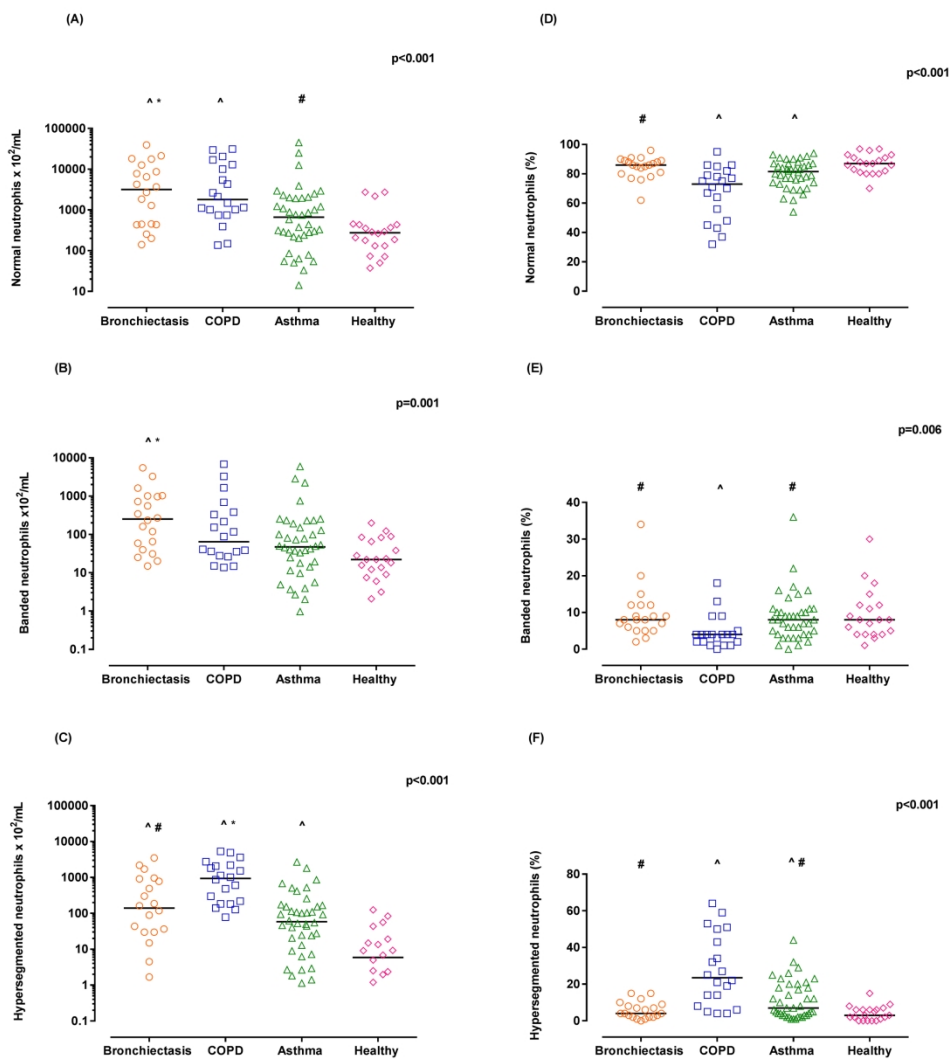 (A)
p<0.001
^ *
^
#
Normal neutrophils x 10²/mL
100000
10000
1000
100
10
Bronchiectasis COPD Asthma Healthy
(B)
p=0.001
^ *
Banded neutrophils x10²/mL
10000
1000
100
10
1
0.1
Bronchiectasis COPD Asthma Healthy
(C)
p<0.001
^ #
^ *
^
Hypersegmented neutrophils x 10²/mL
100000
10000
1000
100
10
1
0.1
Bronchiectasis COPD Asthma Healthy
(D)
p<0.001
#
^
^
Normal neutrophils (%)
100
80
60
40
20
0
Bronchiectasis COPD Asthma Healthy
(E)
p=0.006
#
^
#
Banded neutrophils (%)
40
30
20
10
0
Bronchiectasis COPD Asthma Healthy
(F)
p<0.001
#
^
^ #
Hypersegmented neutrophils (%)
80
60
40
20
0
Bronchiectasis COPD Asthma Healthy